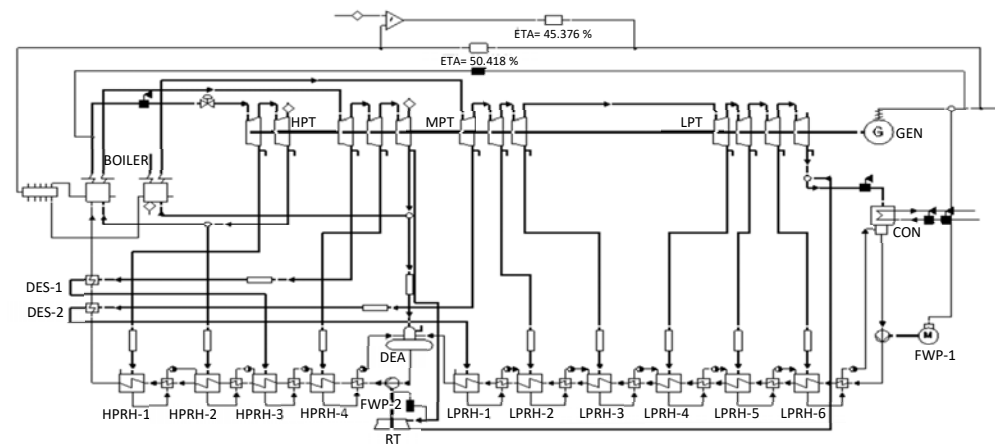 ETA= 45.376 %
ETA= 50.418 %
HPT
MPT
LPT
G
GEN
BOILER
CON
DES-1
DES-2
DEA
M
FWP-1
HPRH-1
HPRH-2
HPRH-3
HPRH-4
FWP-2
LPRH-1
LPRH-2
LPRH-3
LPRH-4
LPRH-5
LPRH-6
RT